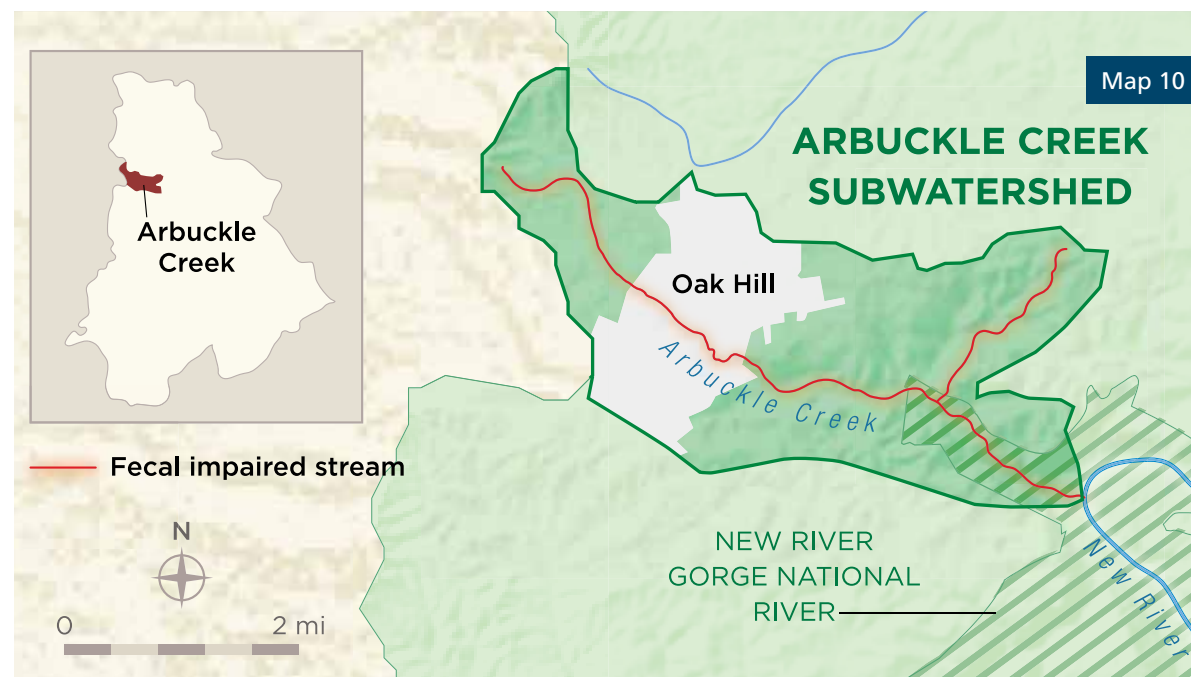 Map 10
ARBUCKLE CREEK
SUBWATERSHED
Arbuckle
Creek
Oak Hill
Arbuckle Creek
Fecal impaired stream
N
0 2 mi
NEW RIVER
GORGE NATIONAL
RIVER
New River